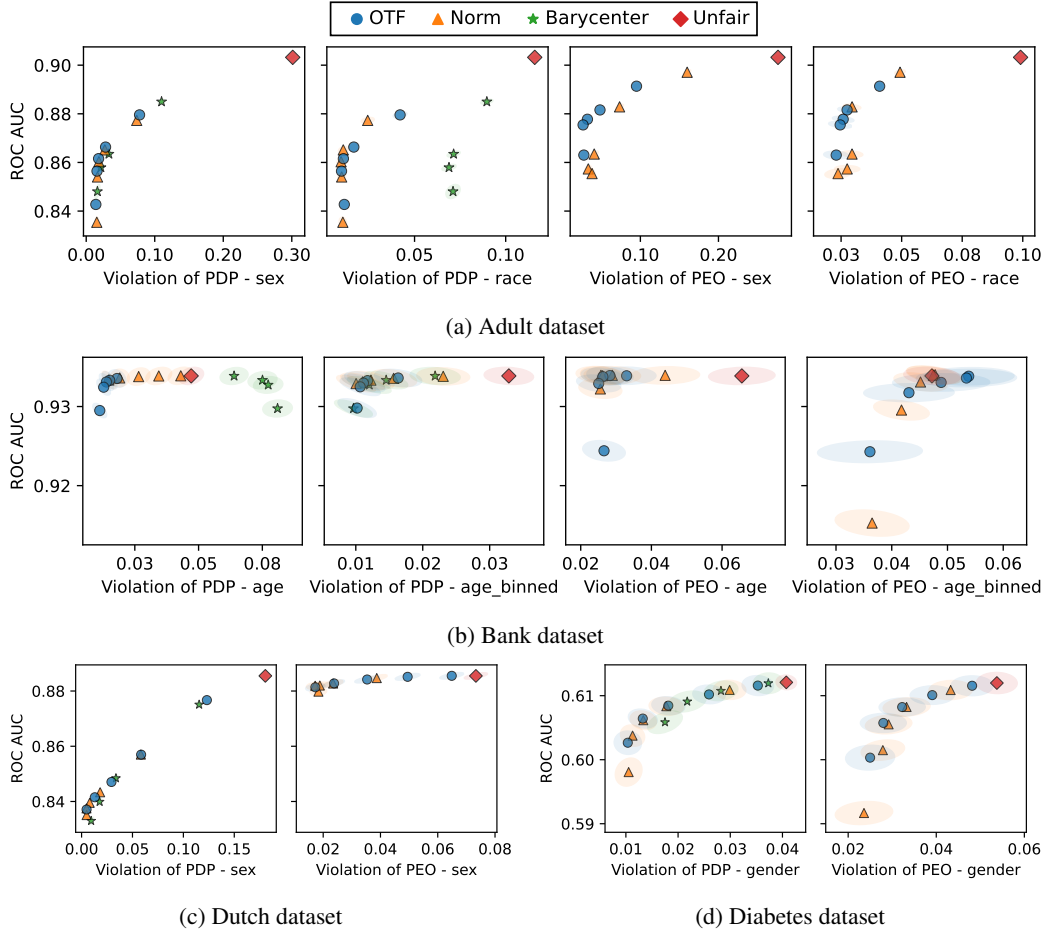 OTF Norm Barycenter Unfair
ROC AUC
0.90
0.88
0.86
0.84
0.00 0.10 0.20 0.30
Violation of PDP - sex
0.05 0.10
Violation of PDP - race
0.10 0.20
Violation of PEO - sex
0.03 0.05 0.08 0.10
Violation of PEO - race
(a) Adult dataset
ROC AUC
0.93
0.92
0.03 0.05 0.08
Violation of PDP - age
0.01 0.02 0.03
Violation of PDP - age_binned
0.02 0.04 0.06
Violation of PEO - age
0.03 0.04 0.05 0.06
Violation of PEO - age_binned
(b) Bank dataset
ROC AUC
0.88
0.86
0.84
0.00 0.05 0.10 0.15
Violation of PDP - sex
0.02 0.04 0.06 0.08
Violation of PEO - sex
(c) Dutch dataset
ROC AUC
0.61
0.60
0.59
0.01 0.02 0.03 0.04
Violation of PDP - gender
0.02 0.04 0.06
Violation of PEO - gender
(d) Diabetes dataset